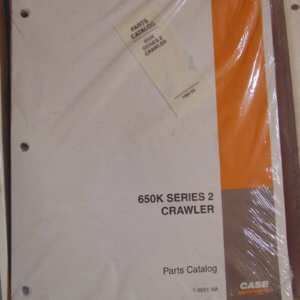 PARTS
CATALOG
650K
SERIES 2
CRAWLER
650K SERIES 2
CRAWLER
Parts Catalog
CASE